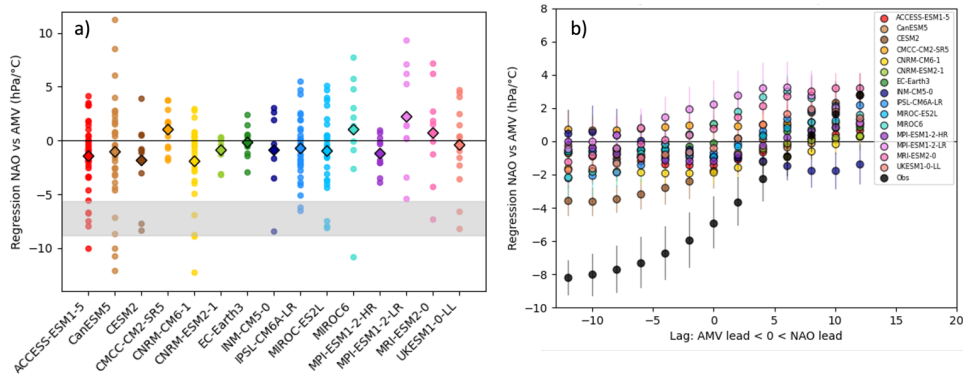 a)
10
5
0
−5
−10
Regression NAO vs AMV (hPa/°C)
ACCESS-ESM1-5
CanESM5
CESM2
CMCC-CM2-SR5
CNRM-CM6-1
CNRM-ESM2-1
EC-Earth3
INM-CM5-0
IPSL-CM6A-LR
MIROC-ES2L
MIROC6
MPI-ESM1-2-HR
MPI-ESM1-2-LR
MRI-ESM2-0
UKESM1-0-LL
b)
8
6
4
2
0
−2
−4
−6
−8
−10
Regression NAO vs AMV (hPa/°C)
ACCESS-ESM1-5
CanESM5
CESM2
CMCC-CM2-SR5
CNRM-CM6-1
CNRM-ESM2-1
EC-Earth3
INM-CM5-0
IPSL-CM6A-LR
MIROC-ES2L
MIROC6
MPI-ESM1-2-HR
MPI-ESM1-2-LR
MRI-ESM2-0
UKESM1-0-LL
Obs
−10 −5 0 5 10 15 20
Lag: AMV lead < 0 < NAO lead